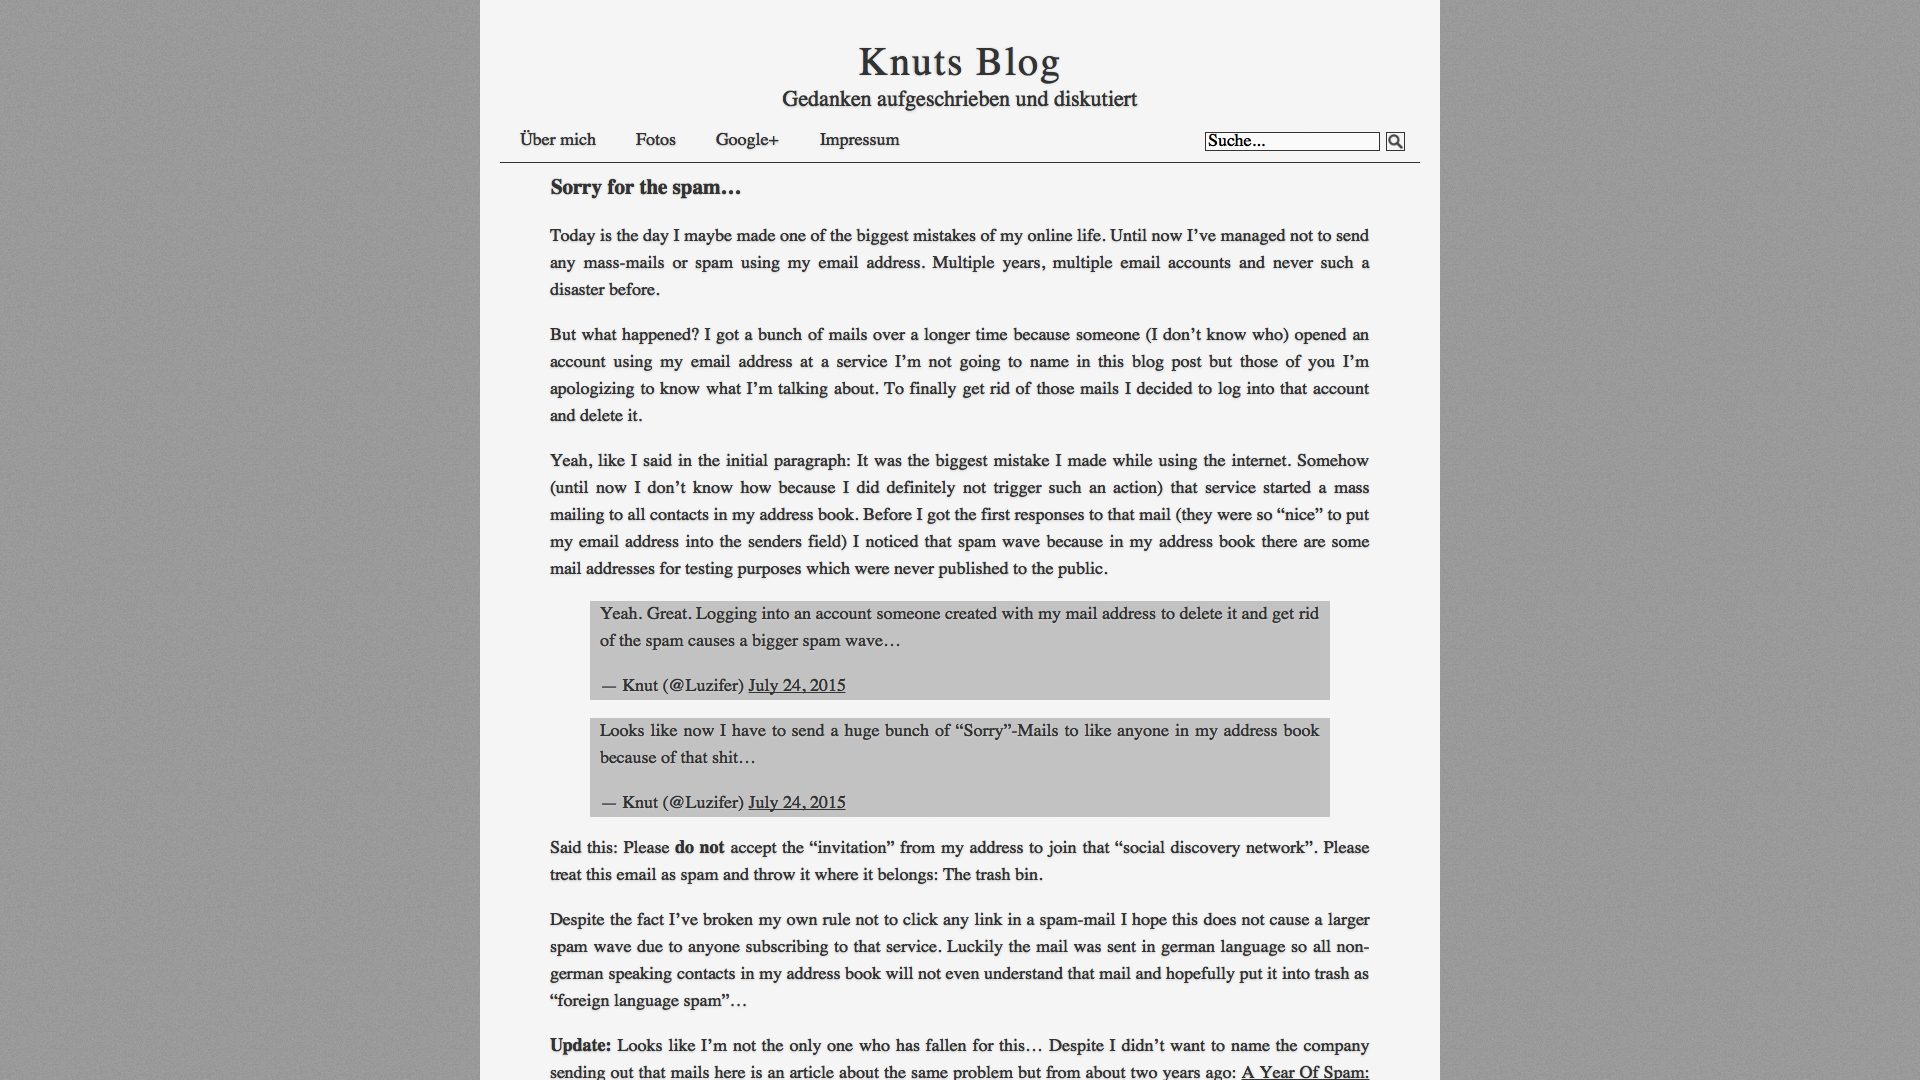 Knuts Blog
Gedanken aufgeschrieben und diskutiert
Über mich Fotos Google+ Impressum Suche...
Sorry for the spam…
Today is the day I maybe made one of the biggest mistakes of my online life. Until now I’ve managed not to send
any mass-mails or spam using my email address. Multiple years, multiple email accounts and never such a
disaster before.
But what happened? I got a bunch of mails over a longer time because someone (I don’t know who) opened an
account using my email address at a service I’m not going to name in this blog post but those of you I’m
apologizing to know what I’m talking about. To finally get rid of those mails I decided to log into that account
and delete it.
Yeah, like I said in the initial paragraph: It was the biggest mistake I made while using the internet. Somehow
(until now I don’t know how because I did definitely not trigger such an action) that service started a mass
mailing to all contacts in my address book. Before I got the first responses to that mail (they were so “nice” to put
my email address into the senders field) I noticed that spam wave because in my address book there are some
mail addresses for testing purposes which were never published to the public.
Yeah. Great. Logging into an account someone created with my mail address to delete it and get rid
of the spam causes a bigger spam wave…
— Knut (@Luzifer) July 24, 2015
Looks like now I have to send a huge bunch of “Sorry”-Mails to like anyone in my address book
because of that shit…
— Knut (@Luzifer) July 24, 2015
Said this: Please do not accept the “invitation” from my address to join that “social discovery network”. Please
treat this email as spam and throw it where it belongs: The trash bin.
Despite the fact I’ve broken my own rule not to click any link in a spam-mail I hope this does not cause a larger
spam wave due to anyone subscribing to that service. Luckily the mail was sent in german language so all non-
german speaking contacts in my address book will not even understand that mail and hopefully put it into trash as
“foreign language spam”…
Update: Looks like I’m not the only one who has fallen for this… Despite I didn’t want to name the company
sending out that mails here is an article about the same problem but from about two years ago: A Year Of Spam: